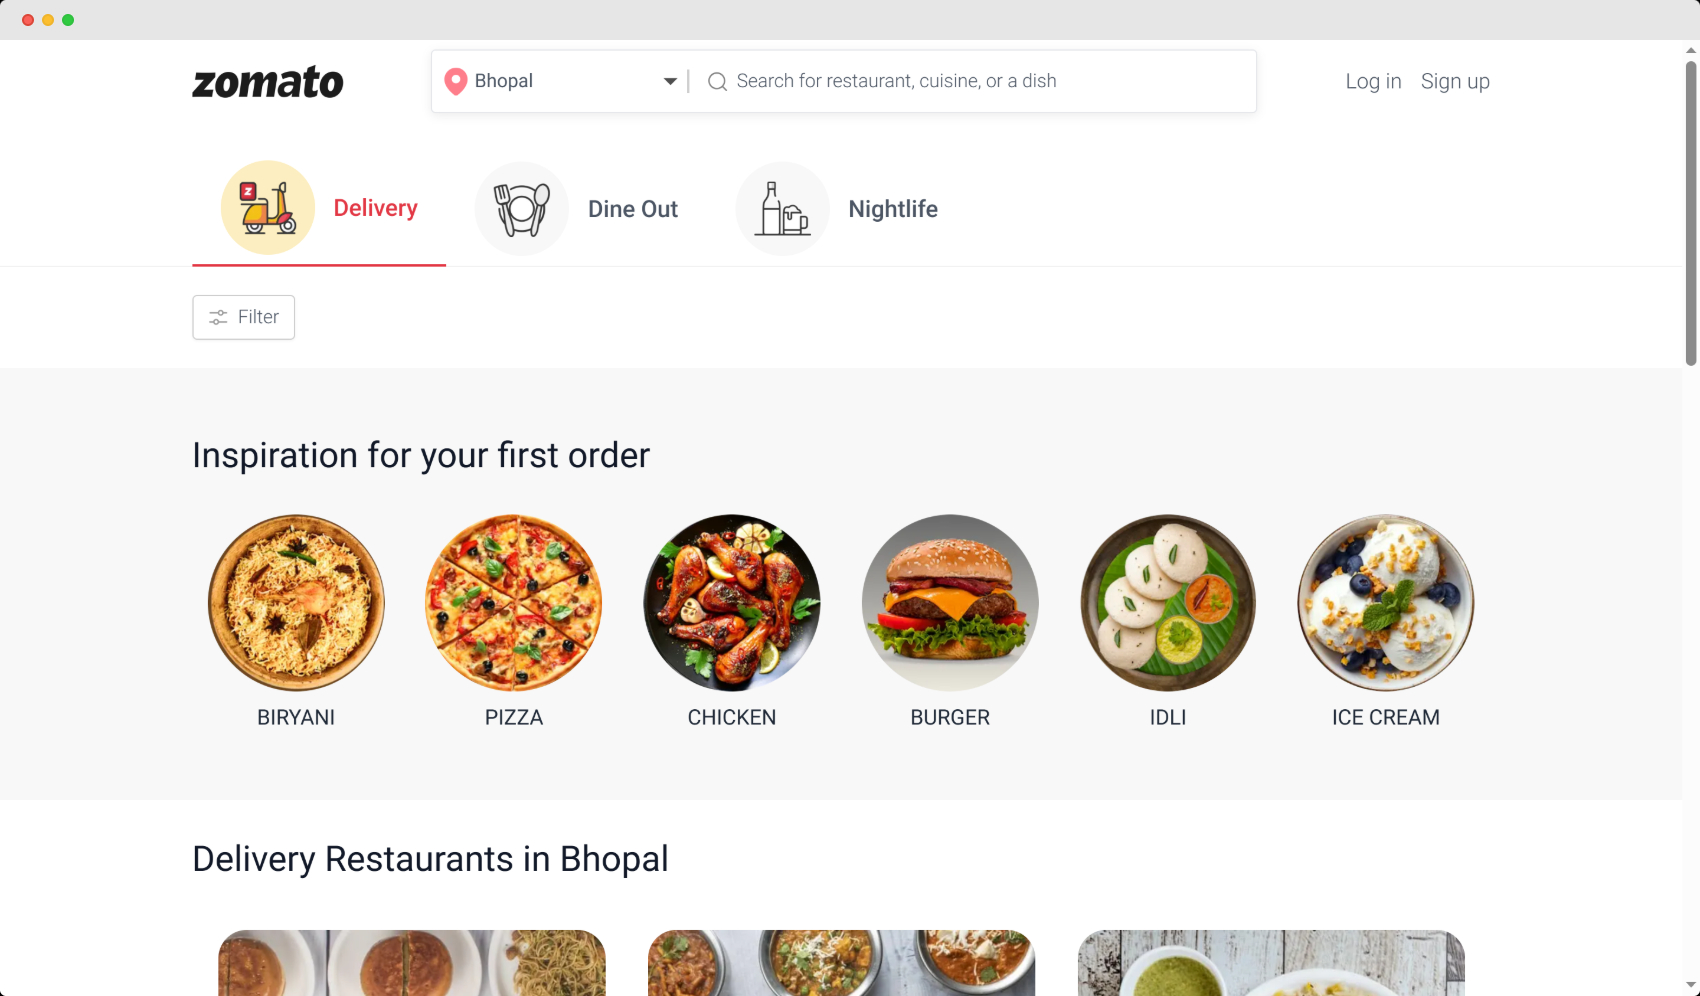 zomato
Bhopal
Search for restaurant, cuisine, or a dish
Log in
Sign up
Z
Delivery
Dine Out
Nightlife
Filter
Inspiration for your first order
BIRYANI
PIZZA
CHICKEN
BURGER
IDLI
ICE CREAM
Delivery Restaurants in Bhopal